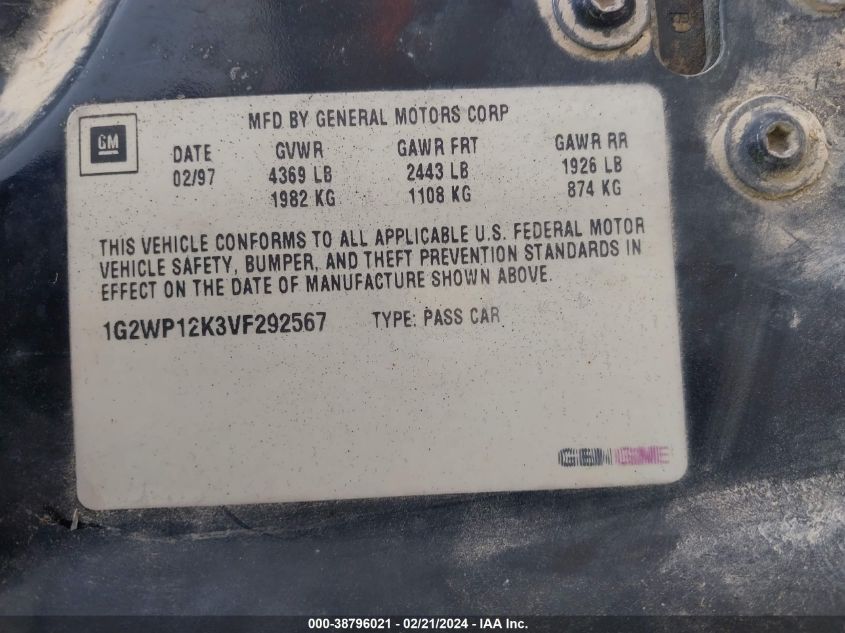 MFD BY GENERAL MOTORS CORP
GM
DATE GVWR GAWR FRT GAWR RR
02/97 4369 LB 2443 LB 1926 LB
1982 KG 1108 KG 874 KG
THIS VEHICLE CONFORMS TO ALL APPLICABLE U.S. FEDERAL MOTOR
VEHICLE SAFETY, BUMPER, AND THEFT PREVENTION STANDARDS IN
EFFECT ON THE DATE OF MANUFACTURE SHOWN ABOVE.
1G2WP12K3VF292567 TYPE: PASS CAR
000-38796021 - 02/21/2024 - IAA Inc.